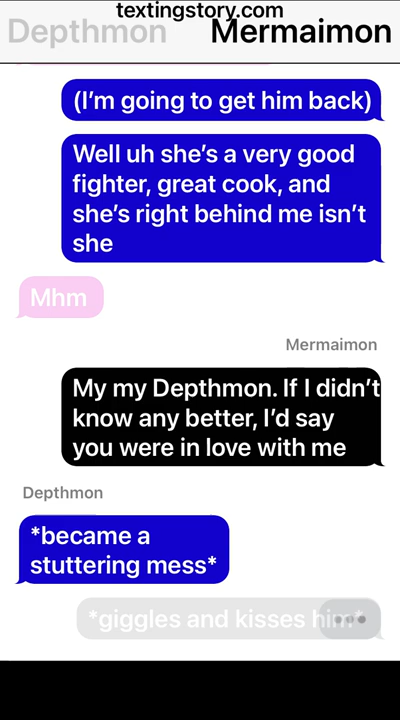 textingstory.com
Depthmon Mermaimon
(I'm going to get him back)
Well uh she's a very good
fighter, great cook, and
she's right behind me isn't
she
Mhm
Mermaimon
My my Depthmon. If I didn't
know any better, I'd say
you were in love with me
Depthmon
*became a
stuttering mess*
*giggles and kisses him*